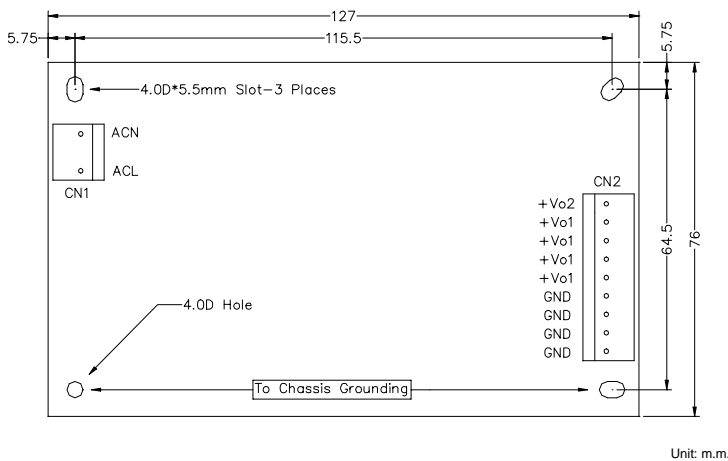 127
5.75
115.5
5.75
4.0D*5.5mm Slot-3 Places
ACN
ACL
CN1
CN2
+Vo2
+Vo1
+Vo1
+Vo1
+Vo1
GND
GND
GND
GND
64.5
76
4.0D Hole
To Chassis Grounding
Unit: m.m